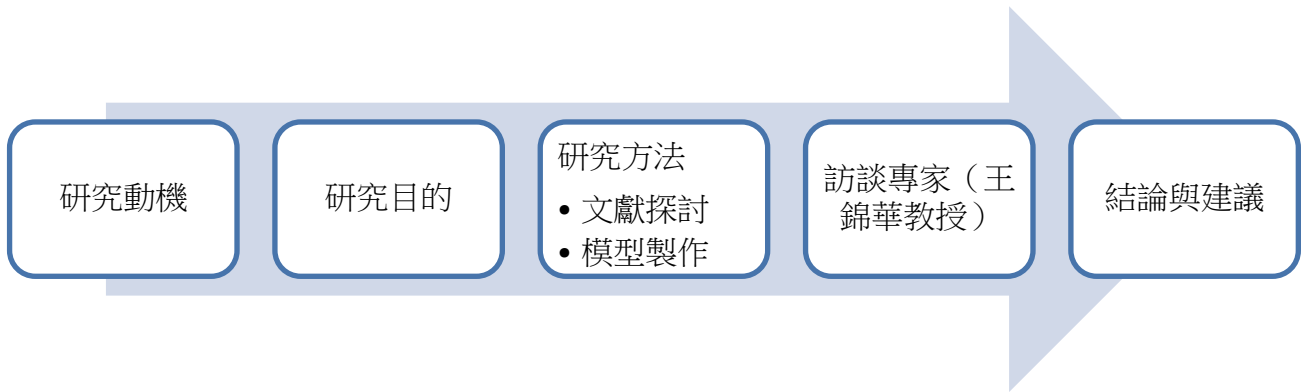 研究動機
研究目的
研究方法
• 文獻探討
• 模型製作
訪談專家（王
錦華教授）
結論與建議